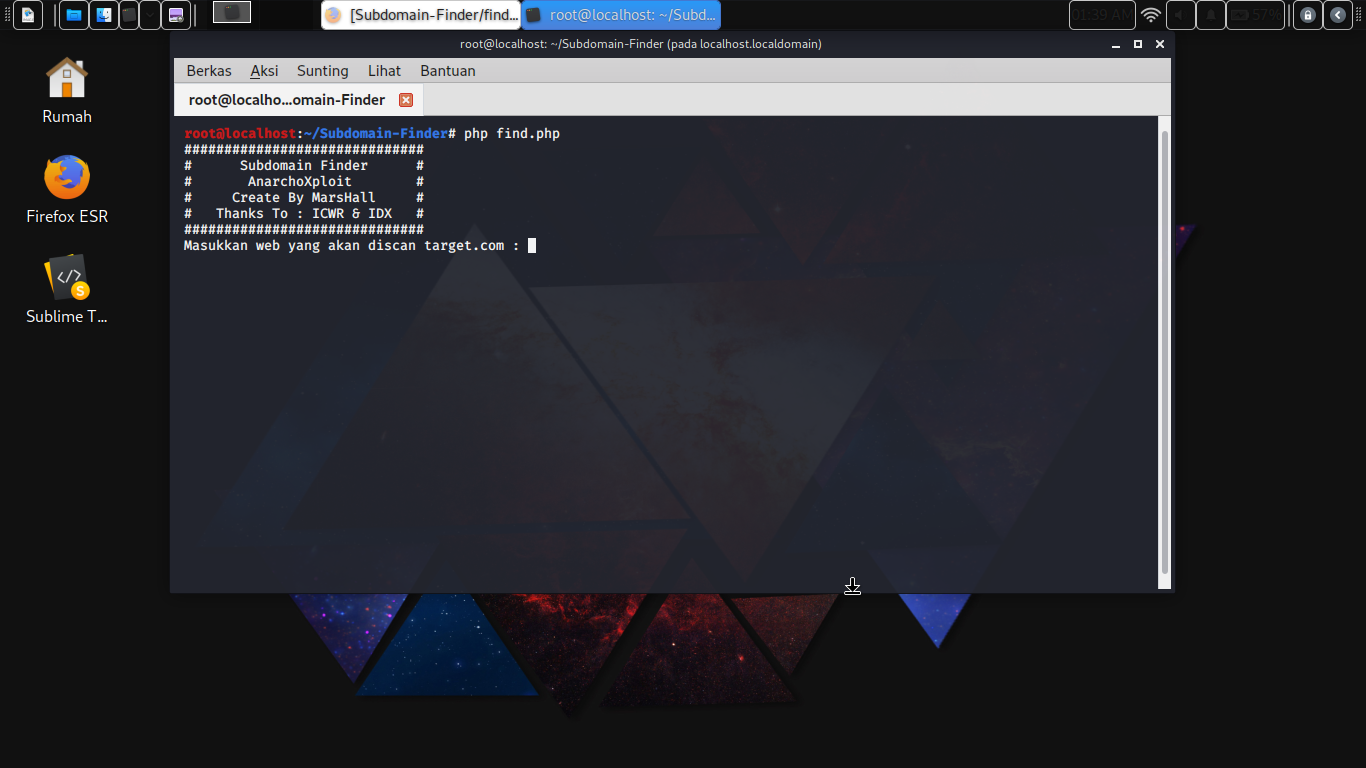 [Subdomain-Finder/find...
root@localhost: ~/Subd...
01:39 AM
57%
root@localhost: ~/Subdomain-Finder (pada localhost.localdomain)
Berkas Aksi Sunting Lihat Bantuan
root@localho...omain-Finder
Rumah
Firefox ESR
Sublime T...
root@localhost:~/Subdomain-Finder# php find.php
##############################
# Subdomain Finder #
# AnarchoXploit #
# Create By MarsHall #
# Thanks To : ICWR & IDX #
##############################
Masukkan web yang akan discan target.com :